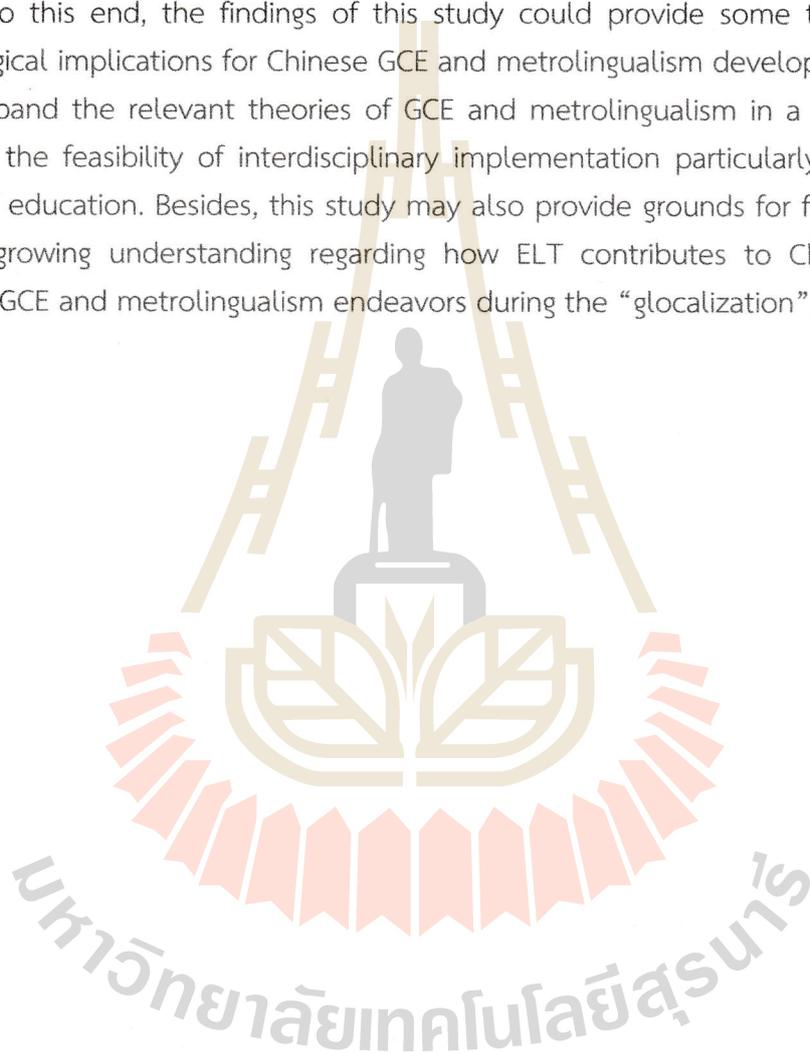 o this end, the findings of this study could provide some
gical implications for Chinese GCE and metrolingualism develop
pand the relevant theories of GCE and metrolingualism in a
the feasibility of interdisciplinary implementation particularly
education. Besides, this study may also provide grounds for f
growing understanding regarding how ELT contributes to C
GCE and metrolingualism endeavors during the “glocalization”
มหาวิทยาลัยเทคโนโลยีสุรนารี